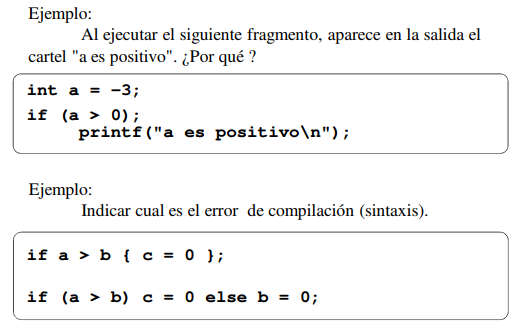 Ejemplo:
Al ejecutar el siguiente fragmento, aparece en la salida el
cartel "a es positivo". ¿Por qué ?
int a = -3;
if (a > 0);
printf("a es positivo\n");
Ejemplo:
Indicar cual es el error de compilación (sintaxis).
if a > b { c = 0 };
if (a > b) c = 0 else b = 0;